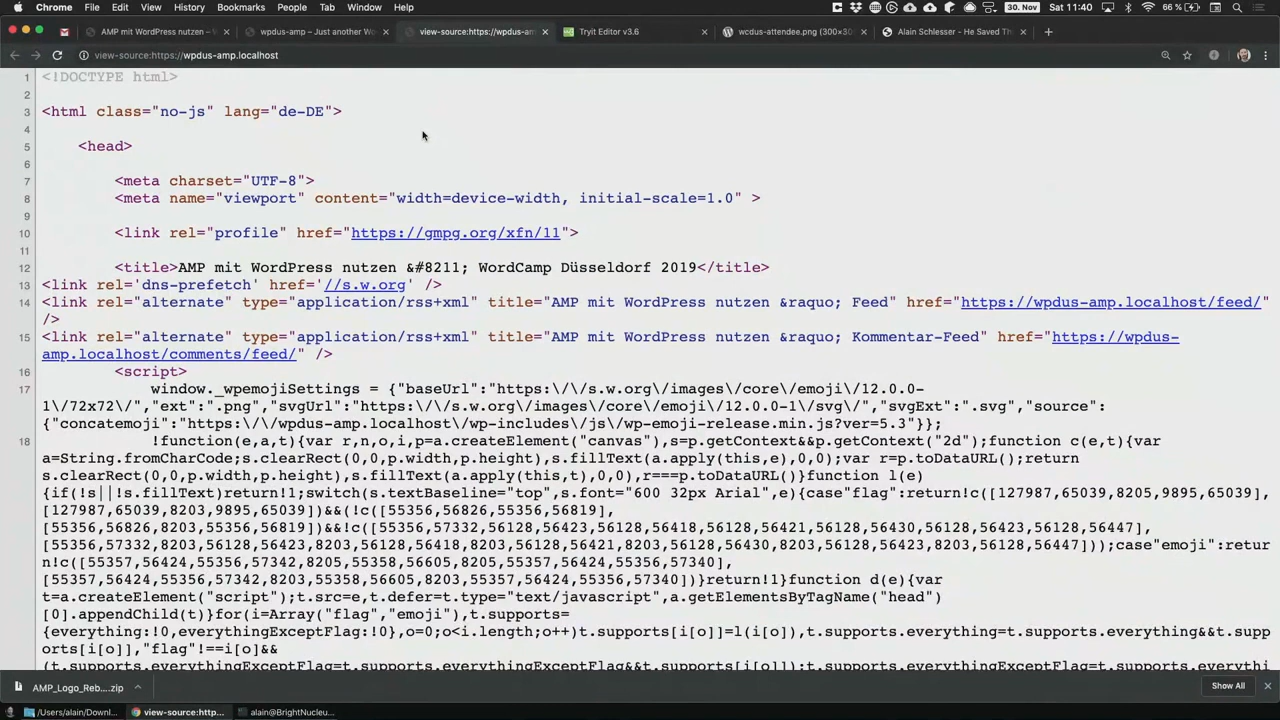 Chrome File Edit View History Bookmarks People Tab Window Help 30. Nov Sat 11:40 66 %
AMP mit WordPress nutzen – W wpdus-amp – Just another Wo view-source:https://wpdus-am Tryit Editor v3.6 wcdus-attendee.png (300×30 Alain Schlesser - He Saved Th
view-source:https://wpdus-amp.localhost
1 <!DOCTYPE html>
2
3 <html class="no-js" lang="de-DE">
4
5 <head>
6
7 <meta charset="UTF-8">
8 <meta name="viewport" content="width=device-width, initial-scale=1.0" >
9
10 <link rel="profile" href="https://gmpg.org/xfn/11">
11
12 <title>AMP mit WordPress nutzen &#8211; WordCamp Düsseldorf 2019</title>
13 <link rel='dns-prefetch' href='//s.w.org' />
14 <link rel="alternate" type="application/rss+xml" title="AMP mit WordPress nutzen &raquo; Feed" href="https://wpdus-amp.localhost/feed/"
/>
15 <link rel="alternate" type="application/rss+xml" title="AMP mit WordPress nutzen &raquo; Kommentar-Feed" href="https://wpdus-
amp.localhost/comments/feed/" />
16 <script>
17 window._wpemojiSettings = {"baseUrl":"https:\/\/s.w.org\/images\/core\/emoji\/12.0.0-
1\/72x72\/","ext":".png","svgUrl":"https:\/\/s.w.org\/images\/core\/emoji\/12.0.0-1\/svg\/","svgExt":".svg","source":
{"concatemoji":"https:\/\/wpdus-amp.localhost\/wp-includes\/js\/wp-emoji-release.min.js?ver=5.3"}};
18 !function(e,a,t){var r,n,o,i,p=a.createElement("canvas"),s=p.getContext&&p.getContext("2d");function c(e,t){var
a=String.fromCharCode;s.clearRect(0,0,p.width,p.height),s.fillText(a.apply(this,e),0,0);var r=p.toDataURL();return
s.clearRect(0,0,p.width,p.height),s.fillText(a.apply(this,t),0,0),r===p.toDataURL()}function l(e)
{if(!s||!s.fillText)return!1;switch(s.textBaseline="top",s.font="600 32px Arial",e){case"flag":return!c([127987,65039,8205,9895,65039],
[127987,65039,8203,9895,65039])&&(!c([55356,56826,55356,56819],
[55356,56826,8203,55356,56819])&&!c([55356,57332,56128,56423,56128,56418,56128,56421,56128,56430,56128,56423,56128,56447],
[55356,57332,8203,56128,56423,8203,56128,56418,8203,56128,56421,8203,56128,56430,8203,56128,56423,8203,56128,56447]));case"emoji":retur
n!c([55357,56424,55356,57342,8205,55358,56605,8205,55357,56424,55356,57340],
[55357,56424,55356,57342,8203,55358,56605,8203,55357,56424,55356,57340])}return!1}function d(e){var
t=a.createElement("script");t.src=e,t.defer=t.type="text/javascript",a.getElementsByTagName("head")
[0].appendChild(t)}for(i=Array("flag","emoji"),t.supports=
{everything:!0,everythingExceptFlag:!0},o=0;o<i.length;o++)t.supports[i[o]]=l(i[o]),t.supports.everything=t.supports.everything&&t.supp
orts[i[o]],"flag"!==i[o]&&
(t.supports.everythingExceptFlag=t.supports.everythingExceptFlag&&t.supports[i[o]]);t.supports.everythingExceptFlag=t.supports.everythi
AMP_Logo_Reb....zip Show All
/Users/alain/Downl... view-source:http... alain@BrightNucleu...